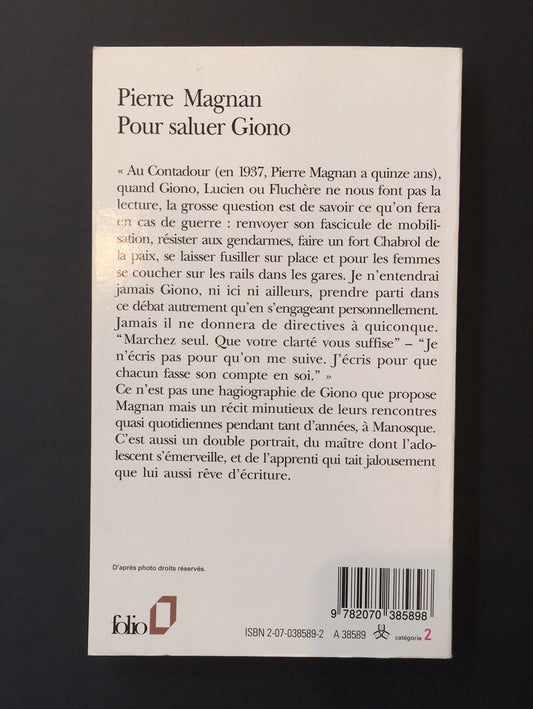 Pierre Magnan
Pour saluer Giono
« Au Contadour (en 1937, Pierre Magnan a quinze ans),
quand Giono, Lucien ou Fluchère ne nous font pas la
lecture, la grosse question est de savoir ce qu'on fera
en cas de guerre : renvoyer son fascicule de mobili-
sation, résister aux gendarmes, faire un fort Chabrol de
la paix, se laisser fusiller sur place et pour les femmes
se coucher sur les rails dans les gares. Je n'entendrai
jamais Giono, ni ici ni ailleurs, prendre parti dans
ce débat autrement qu'en s'engageant personnellement.
Jamais il ne donnera de directives à quiconque.
“Marchez seul. Que votre clarté vous suffise” – “Je
n'écris pas pour qu'on me suive. J'écris pour que
chacun fasse son compte en soi.” »
Ce n'est pas une hagiographie de Giono que propose
Magnan mais un récit minutieux de leurs rencontres
quasi quotidiennes pendant tant d'années, à Manosque.
C'est aussi un double portrait, du maître dont l'ado-
lescent s'émerveille, et de l'apprenti qui tait jalousement
que lui aussi rêve d'écriture.
D'après photo droits réservés.
9 782070 385898
folio
ISBN 2-07-038589-2 A 38589 catégorie 2